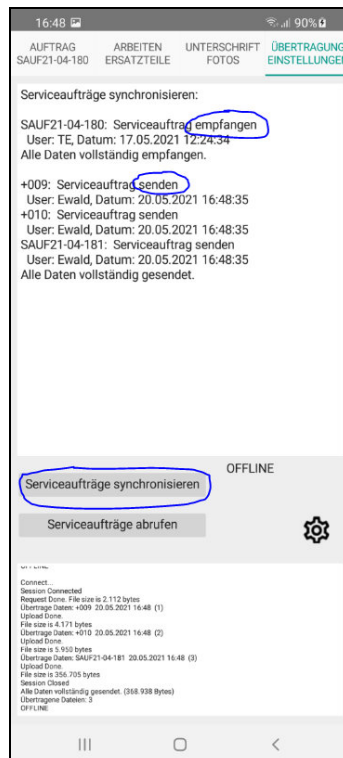 16:48 90%
AUFTRAG ARBEITEN UNTERSCHRIFT ÜBERTRAGUNG
SAUF21-04-180 ERSATZTEILE FOTOS EINSTELLUNGEN
Serviceaufträge synchronisieren:
SAUF21-04-180: Serviceauftrag empfangen
User: TE, Datum: 17.05.2021 12:24:34
Alle Daten vollständig empfangen.
+009: Serviceauftrag senden
User: Ewald, Datum: 20.05.2021 16:48:35
+010: Serviceauftrag senden
User: Ewald, Datum: 20.05.2021 16:48:35
SAUF21-04-181: Serviceauftrag senden
User: Ewald, Datum: 20.05.2021 16:48:35
Alle Daten vollständig gesendet.
OFFLINE
Serviceaufträge synchronisieren
Serviceaufträge abrufen
OFFLINE
Connect...
Session Connected
Request Done. File size is 2.112 bytes
Übertrage Daten: +009 20.05.2021 16:48 (1)
Upload Done.
File size is 4.171 bytes
Übertrage Daten: +010 20.05.2021 16:48 (2)
Upload Done.
File size is 5.950 bytes
Übertrage Daten: SAUF21-04-181 20.05.2021 16:48 (3)
Upload Done.
File size is 356.705 bytes
Session Closed
Alle Daten vollständig gesendet. (368.938 Bytes)
Übertragene Dateien: 3
OFFLINE